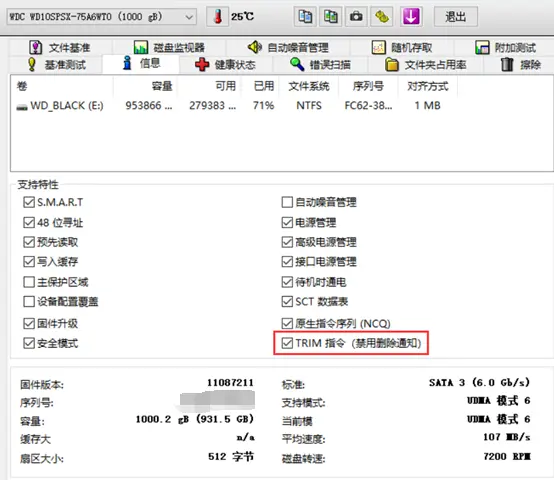 WDC WD10SPSX-75A6WT0 (1000 gB) 25℃ 退出
文件基准 磁盘监视器 自动噪音管理 随机存取 附加测试
基准测试 信息 健康状态 错误扫描 文件夹占用率 擦除
卷 容量 可用 已用 文件系统 序列号 对齐方式
WD_BLACK (E:) 953866 ... 279383 ... 71% NTFS FC62-38... 1 MB
支持特性
S.M.A.R.T 自动噪音管理
48 位寻址 电源管理
预先读取 高级电源管理
写入缓存 接口电源管理
主保护区域 待机时通电
设备配置覆盖 SCT 数据表
固件升级 原生指令序列 (NCQ)
安全模式 TRIM 指令（禁用删除通知）
固件版本: 11087211 标准: SATA 3 (6.0 Gb/s)
序列号: 支持模式: UDMA 模式 6
容量: 1000.2 gB (931.5 GB) 当前模 UDMA 模式 6
缓存大 n/a 平均速度: 107 MB/s
扇区大小: 512 字节 磁盘转速: 7200 RPM